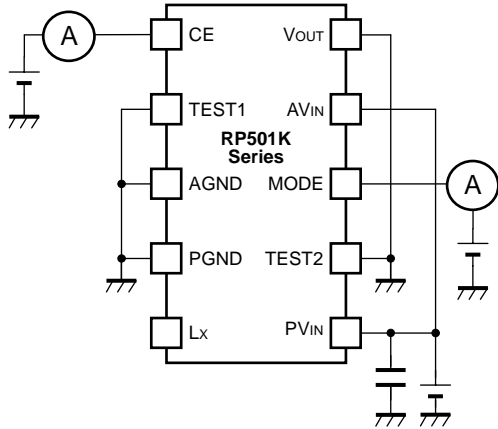 A
CE
VOUT
TEST1
AVIN
RP501K
Series
AGND
MODE
A
PGND
TEST2
LX
PVIN